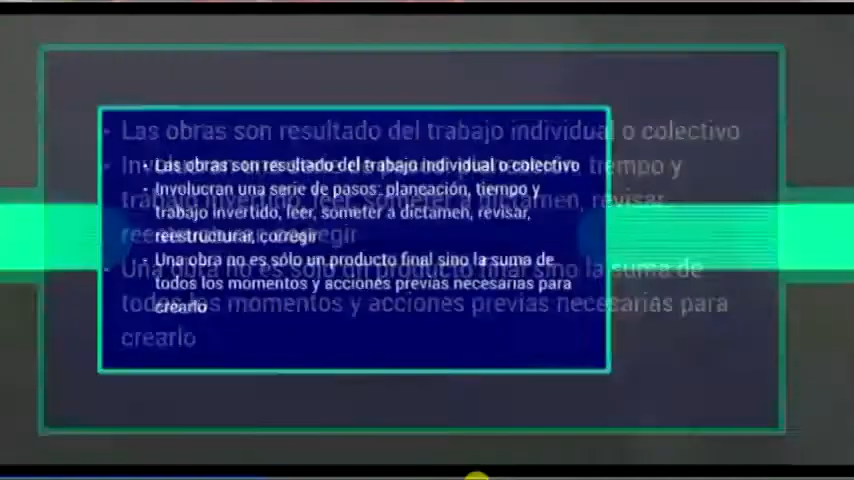 - Las obras son resultado del trabajo individual o colectivo
- Involucran una serie de pasos: planeación, tiempo y
trabajo invertido, leer, someter a dictamen, revisar,
reestructurar, corregir
- Una obra no es sólo un producto final sino la suma de
todos los momentos y acciones previas necesarias para
crearlo